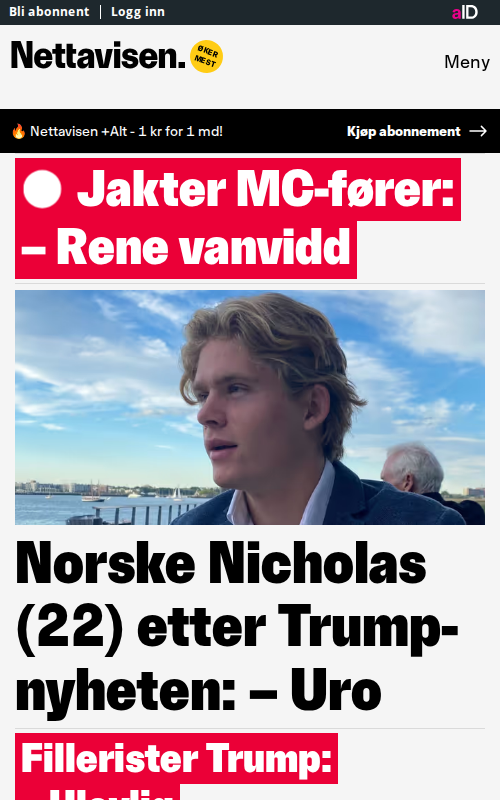 Bli abonnent | Logg inn
aID
Nettavisen.
ØKER
MEST
Meny
🔥 Nettavisen +Alt - 1 kr for 1 md!
Kjøp abonnement →
Jakter MC-fører:
– Rene vanvidd
Norske Nicholas
(22) etter Trump-
nyheten: – Uro
Fillerister Trump: